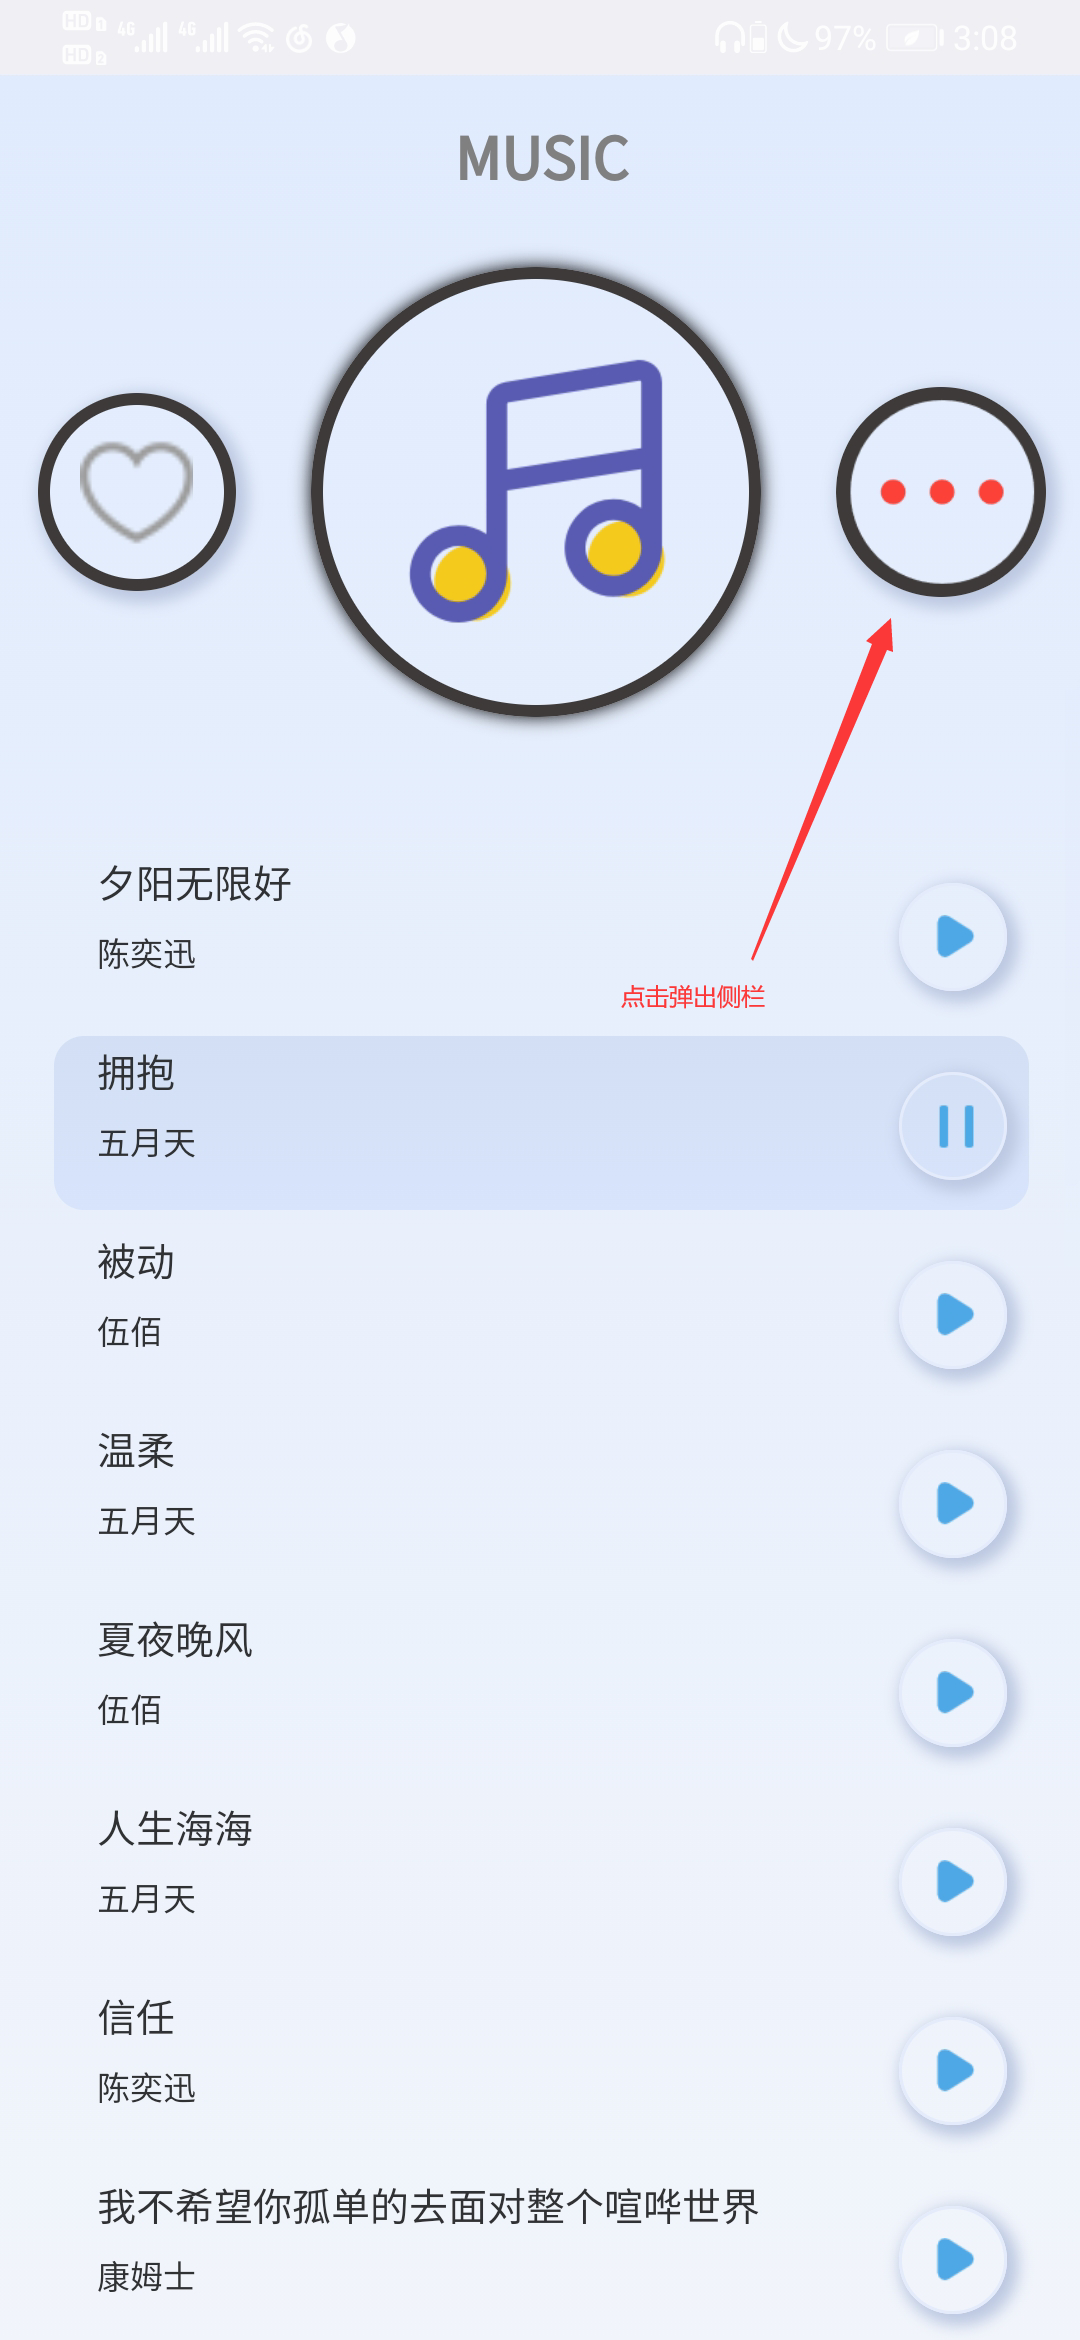 HD 1 4G 4G 97% 3:08
HD 2
MUSIC
夕阳无限好
陈奕迅
点击弹出侧栏
拥抱
五月天
被动
伍佰
温柔
五月天
夏夜晚风
伍佰
人生海海
五月天
信任
陈奕迅
我不希望你孤单的去面对整个喧哗世界
康姆士